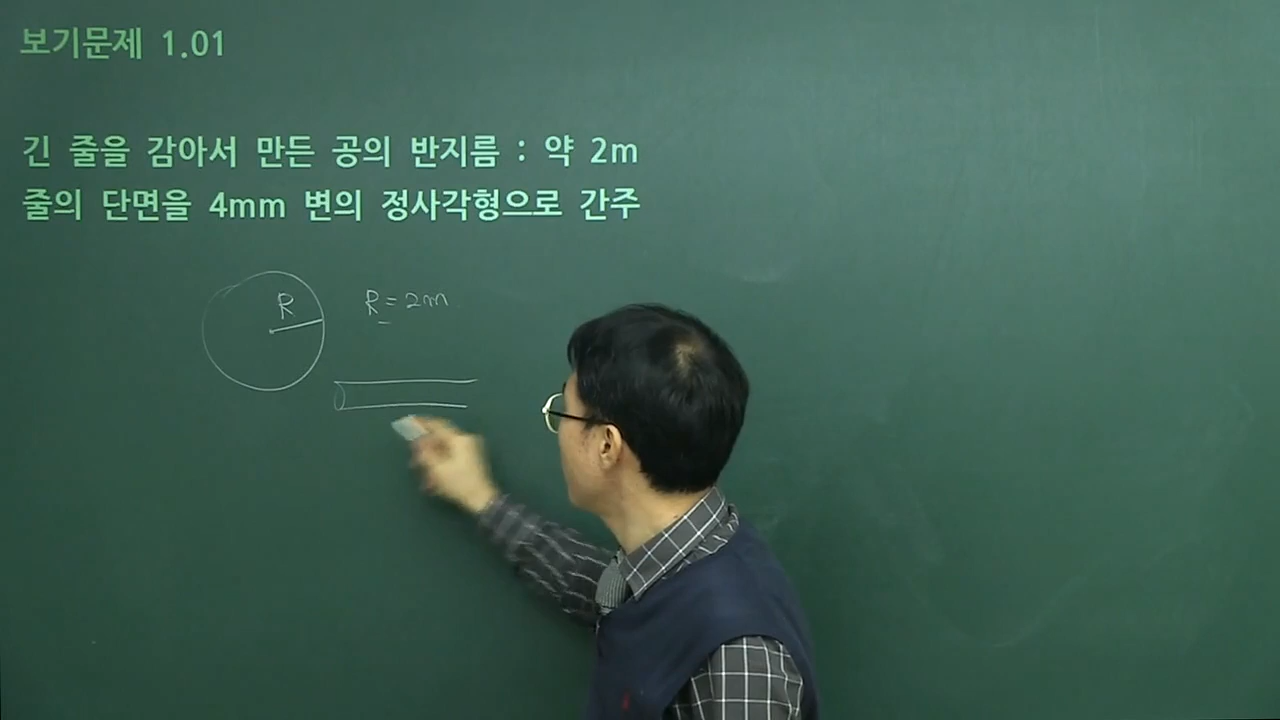 보기문제 1.01
긴 줄을 감아서 만든 공의 반지름 : 약 2m
줄의 단면을 4mm 변의 정사각형으로 간주
R
R = 2m